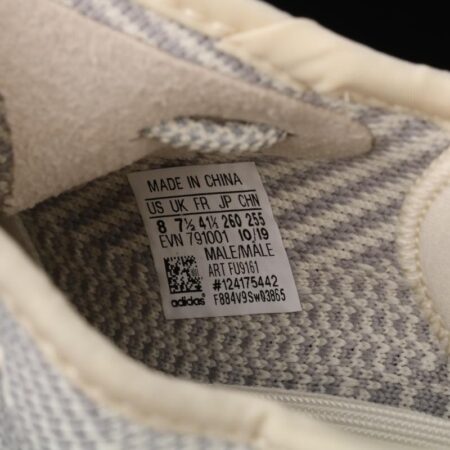 MADE IN CHINA
US UK FR JP CHN
8 7½ 41⅓ 260 255
EVN 791001 10/19
MALE/MALE
ART FU9161
#124175442
adidas F884V9SW03865